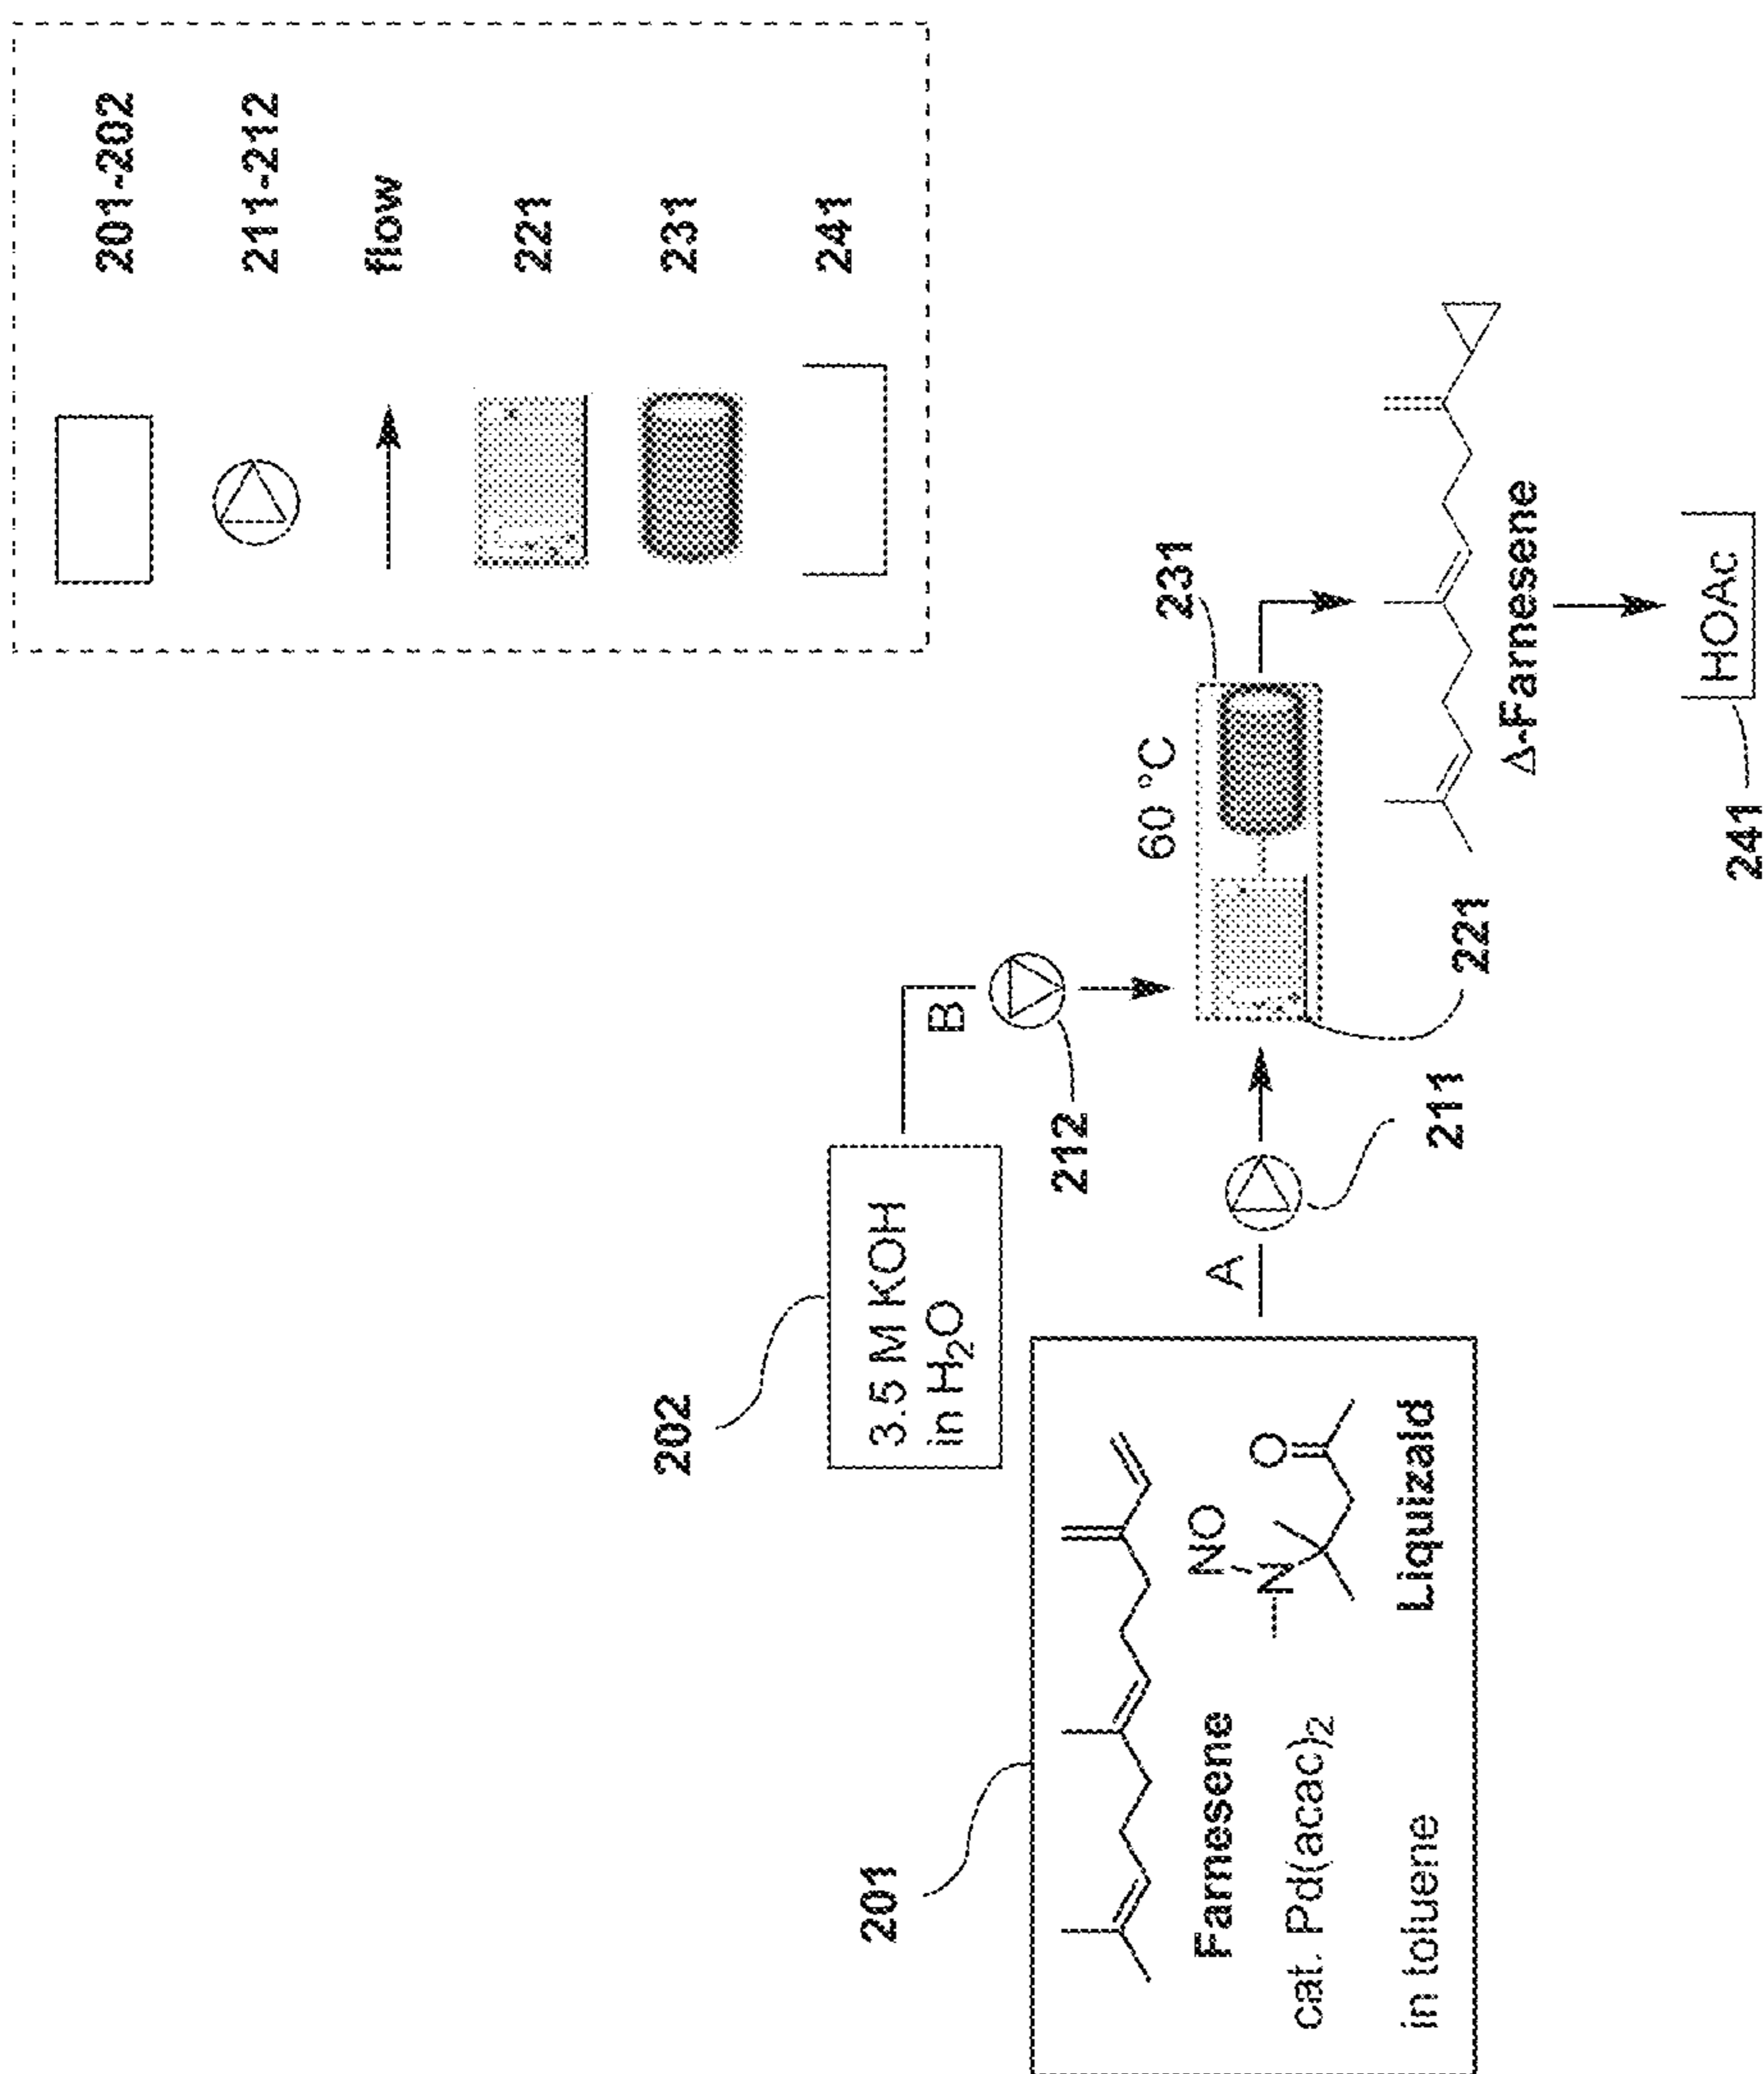 201-202
211-212
flow
221
231
241
202
3.5 M KOH
in H2O
B
212
60 °C
231
201
Farnesene
cat. Pd(acac)2
in toluene
NO
N
O
Liquizald
A
211
221
Δ-Farnesene
HOAc
241